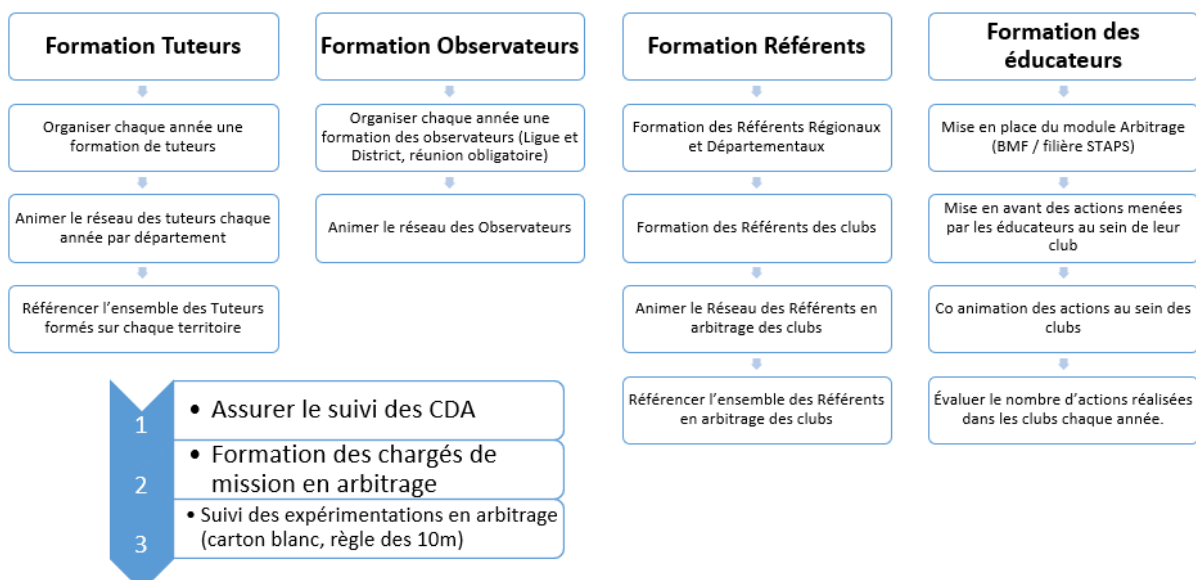 Formation Tuteurs
Organiser chaque année une
formation de tuteurs
Animer le réseau des tuteurs chaque
année par département
Référencer l'ensemble des Tuteurs
formés sur chaque territoire
Formation Observateurs
Organiser chaque année une
formation des observateurs (Ligue et
District, réunion obligatoire)
Animer le réseau des Observateurs
Formation Référents
Formation des Référents Régionaux
et Départementaux
Formation des Référents des clubs
Animer le Réseau des Référents en
arbitrage des clubs
Référencer l'ensemble des Référents
en arbitrage des clubs
Formation des
éducateurs
Mise en place du module Arbitrage
(BMF / filière STAPS)
Mise en avant des actions menées
par les éducateurs au sein de leur
club
Co animation des actions au sein des
clubs
Évaluer le nombre d'actions réalisées
dans les clubs chaque année.
1
• Assurer le suivi des CDA
2
• Formation des chargés de
mission en arbitrage
3
• Suivi des expérimentations en arbitrage
(carton blanc, règle des 10m)